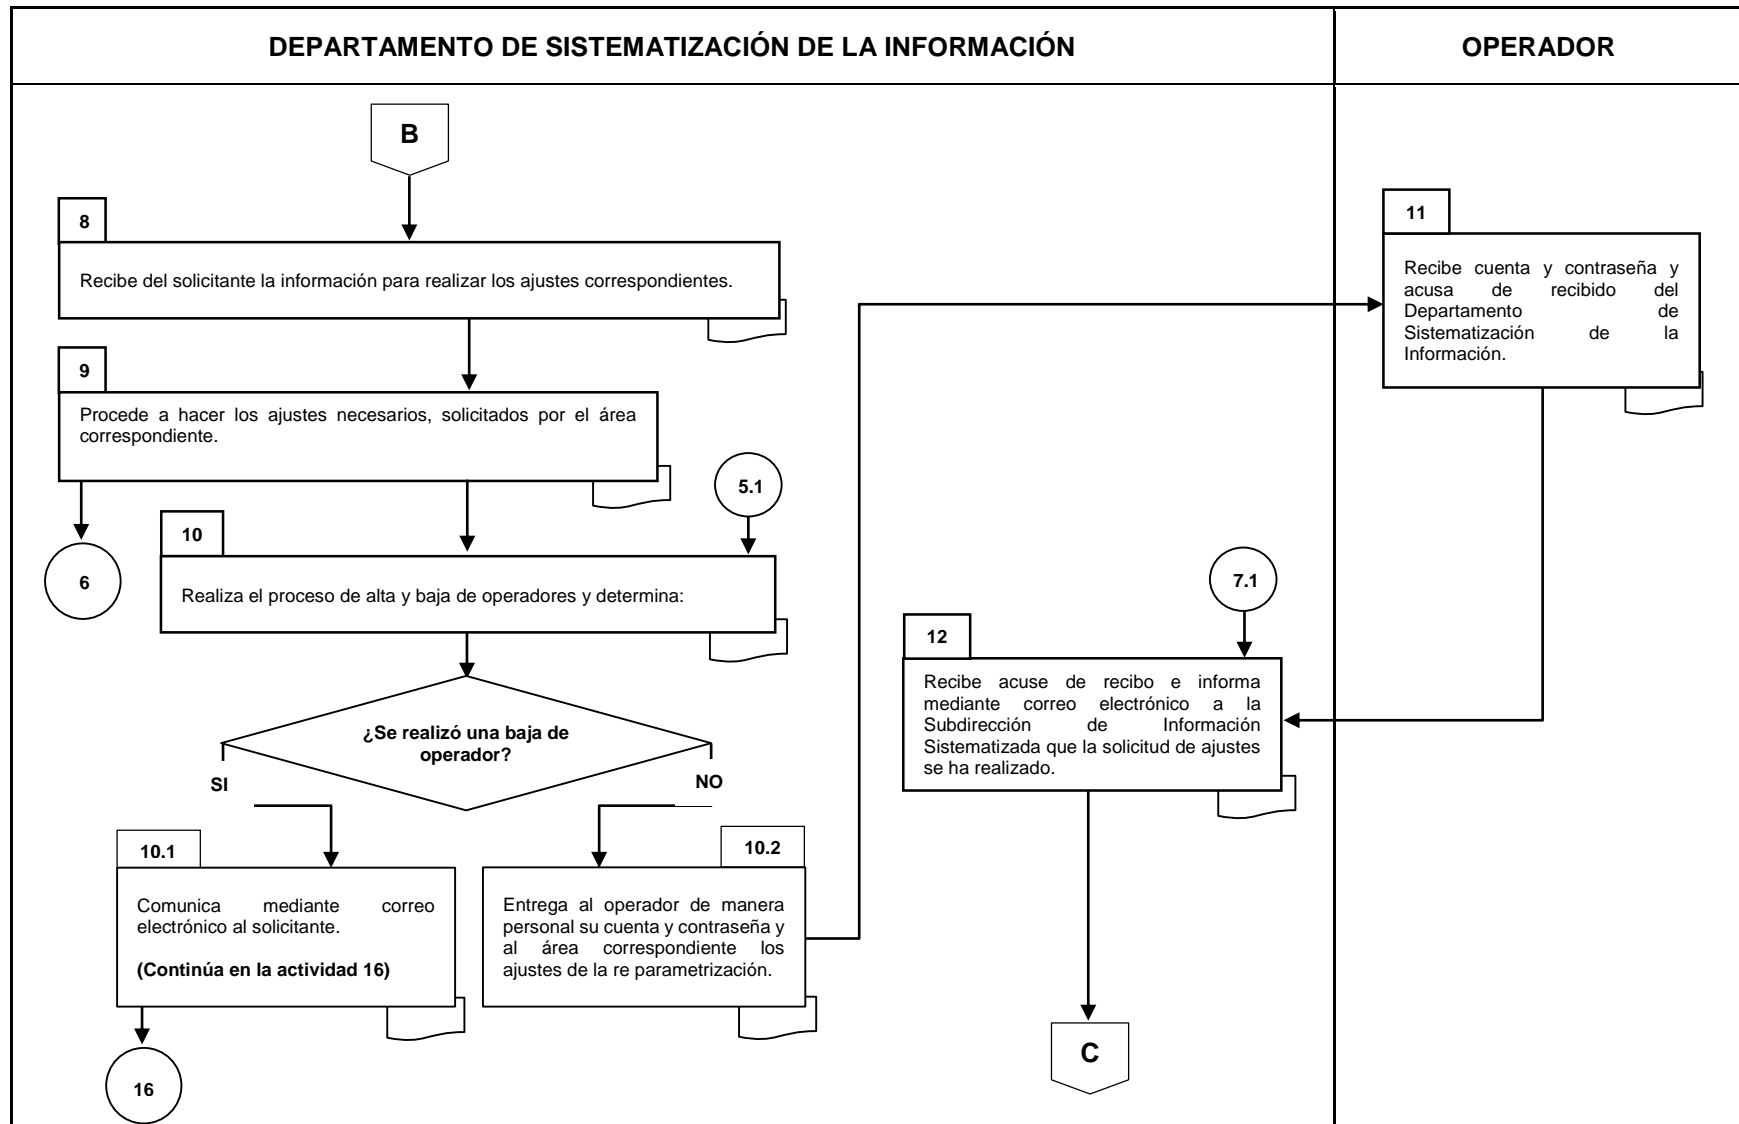 DEPARTAMENTO DE SISTEMATIZACIÓN DE LA INFORMACIÓN
OPERADOR
B
8
Recibe del solicitante la información para realizar los ajustes correspondientes.
9
Procede a hacer los ajustes necesarios, solicitados por el área
correspondiente.
6
5.1
10
Realiza el proceso de alta y baja de operadores y determina:
¿Se realizó una baja de
operador?
SI
NO
10.1
Comunica mediante correo
electrónico al solicitante.
(Continúa en la actividad 16)
16
10.2
Entrega al operador de manera
personal su cuenta y contraseña y
al área correspondiente los
ajustes de la re parametrización.
11
Recibe cuenta y contraseña y
acusa de recibido del
Departamento de
Sistematización de la
Información.
7.1
12
Recibe acuse de recibo e informa
mediante correo electrónico a la
Subdirección de Información
Sistematizada que la solicitud de ajustes
se ha realizado.
C